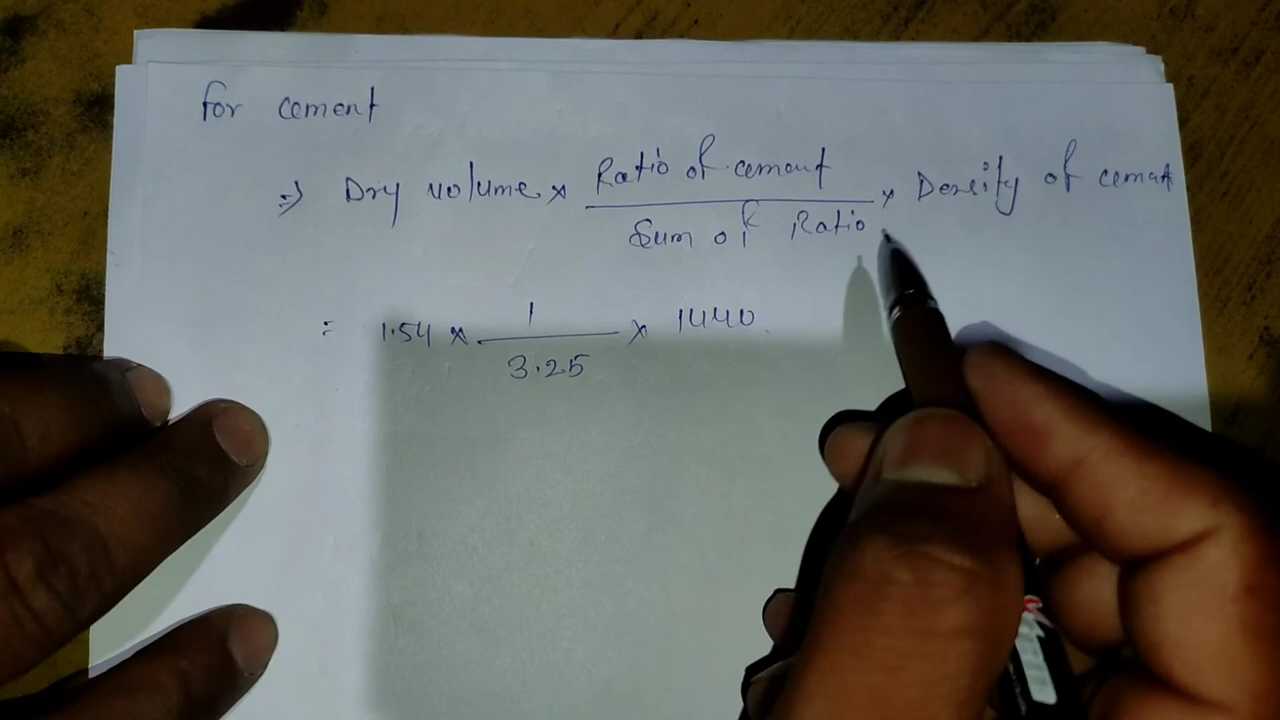 for cement
⇒ Dry volume × Ratio of cement / Sum of Ratio × Density of cement
= 1.54 × 1 / 3.25 × 1440.